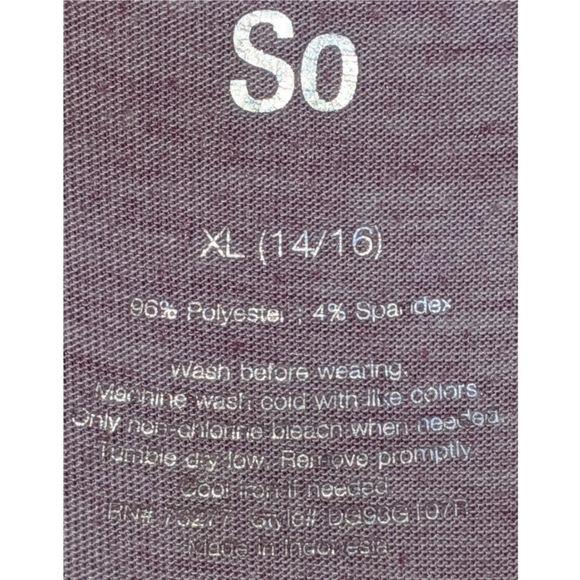 So
XL (14/16)
96% Polyester ; 4% Spandex
Wash before wearing.
Machine wash cold with like colors
Only non-chlorine bleach when needed.
Tumble dry low. Remove promptly.
Cool iron if needed
RN# 73277 Style#
Made in Indonesia